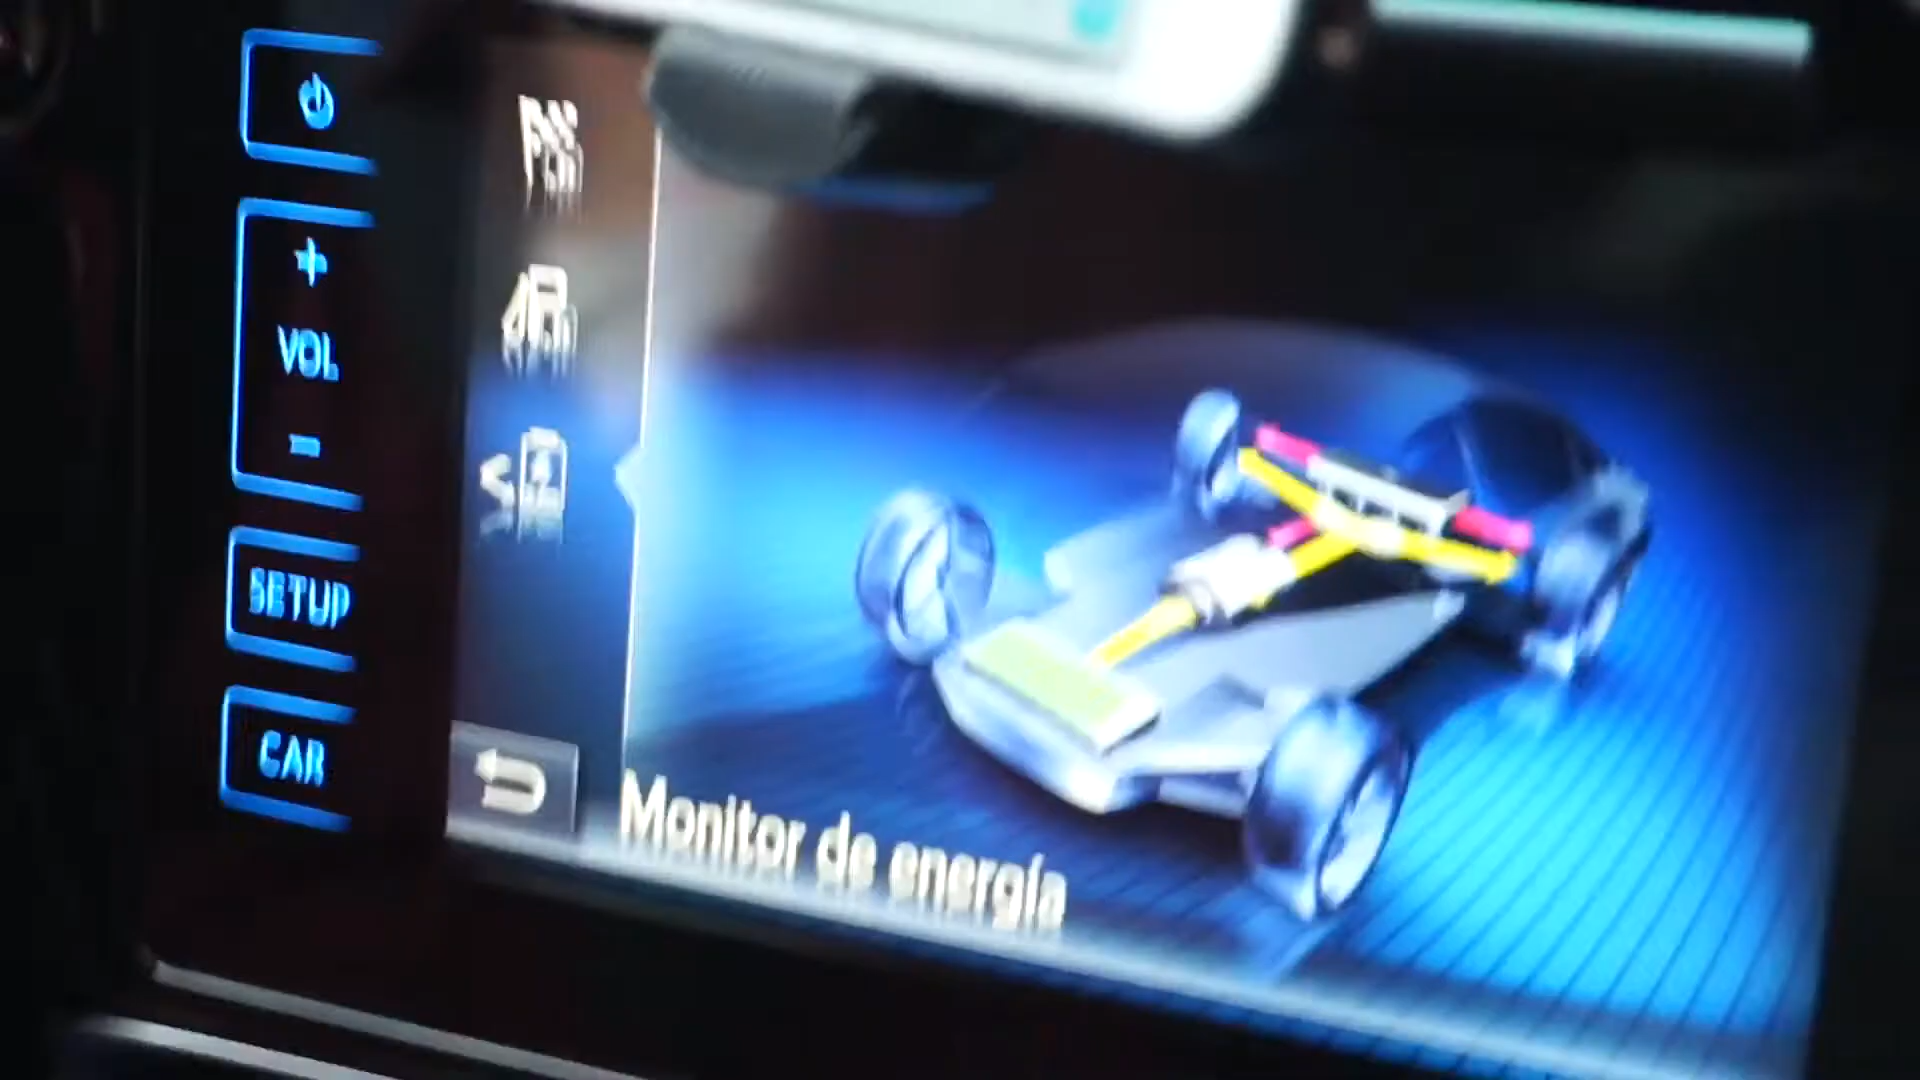 +
VOL
-
SETUP
CAR
Monitor de energía